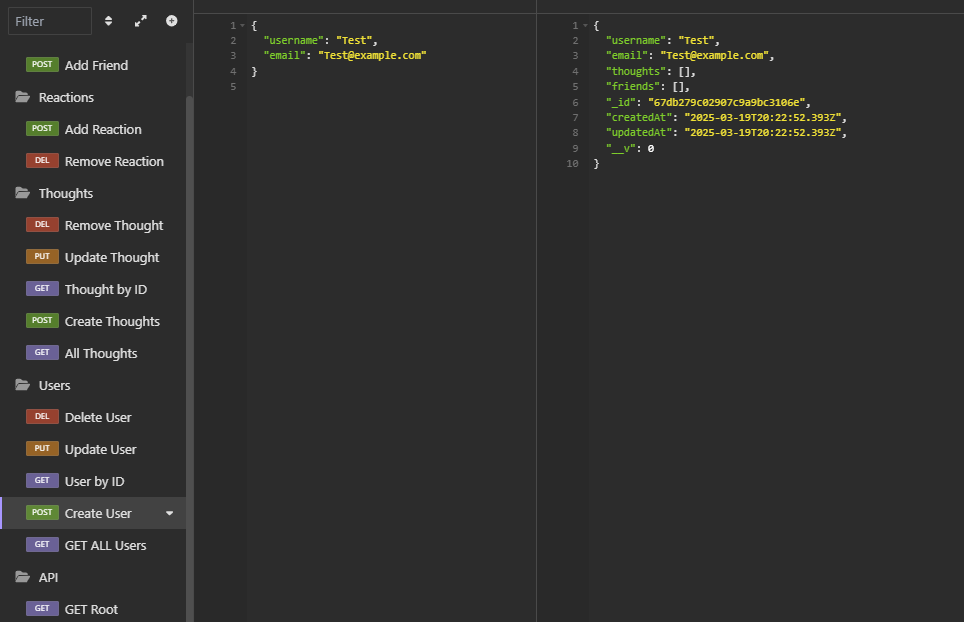 Filter
POST Add Friend
Reactions
POST Add Reaction
DEL Remove Reaction
Thoughts
DEL Remove Thought
PUT Update Thought
GET Thought by ID
POST Create Thoughts
GET All Thoughts
Users
DEL Delete User
PUT Update User
GET User by ID
POST Create User
GET GET ALL Users
API
GET GET Root
1 {
2 "username": "Test",
3 "email": "Test@example.com"
4 }
5
1 {
2 "username": "Test",
3 "email": "Test@example.com",
4 "thoughts": [],
5 "friends": [],
6 "_id": "67db279c02907c9a9bc3106e",
7 "createdAt": "2025-03-19T20:22:52.393Z",
8 "updatedAt": "2025-03-19T20:22:52.393Z",
9 "__v": 0
10 }